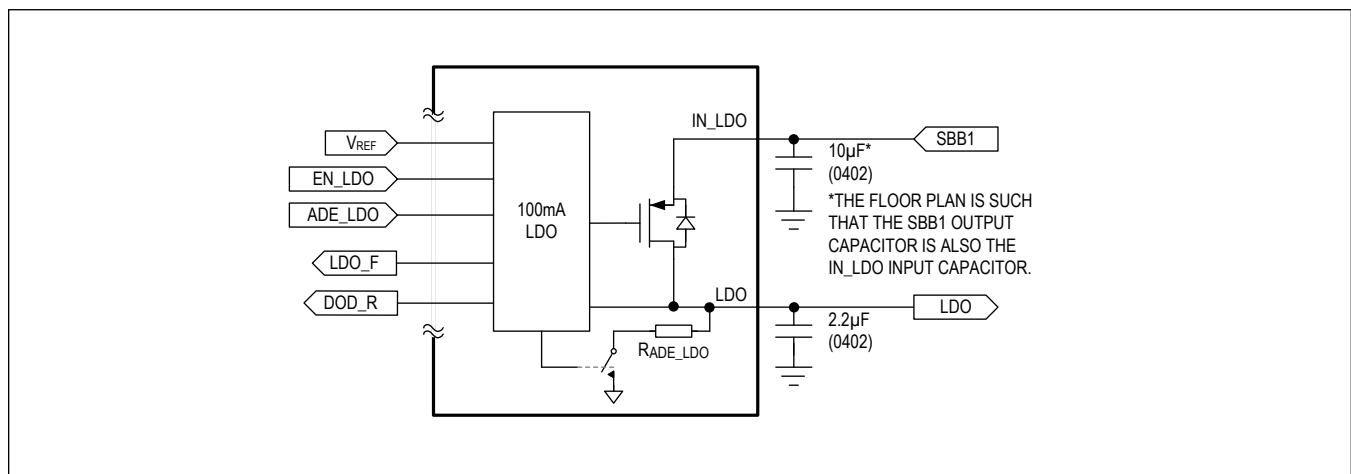 VREF
EN_LDO
ADE_LDO
LDO_F
DOD_R
100mA
LDO
IN_LDO
LDO
RADE_LDO
10µF*
(0402)
*THE FLOOR PLAN IS SUCH
THAT THE SBB1 OUTPUT
CAPACITOR IS ALSO THE
IN_LDO INPUT CAPACITOR.
2.2µF
(0402)
SBB1
LDO